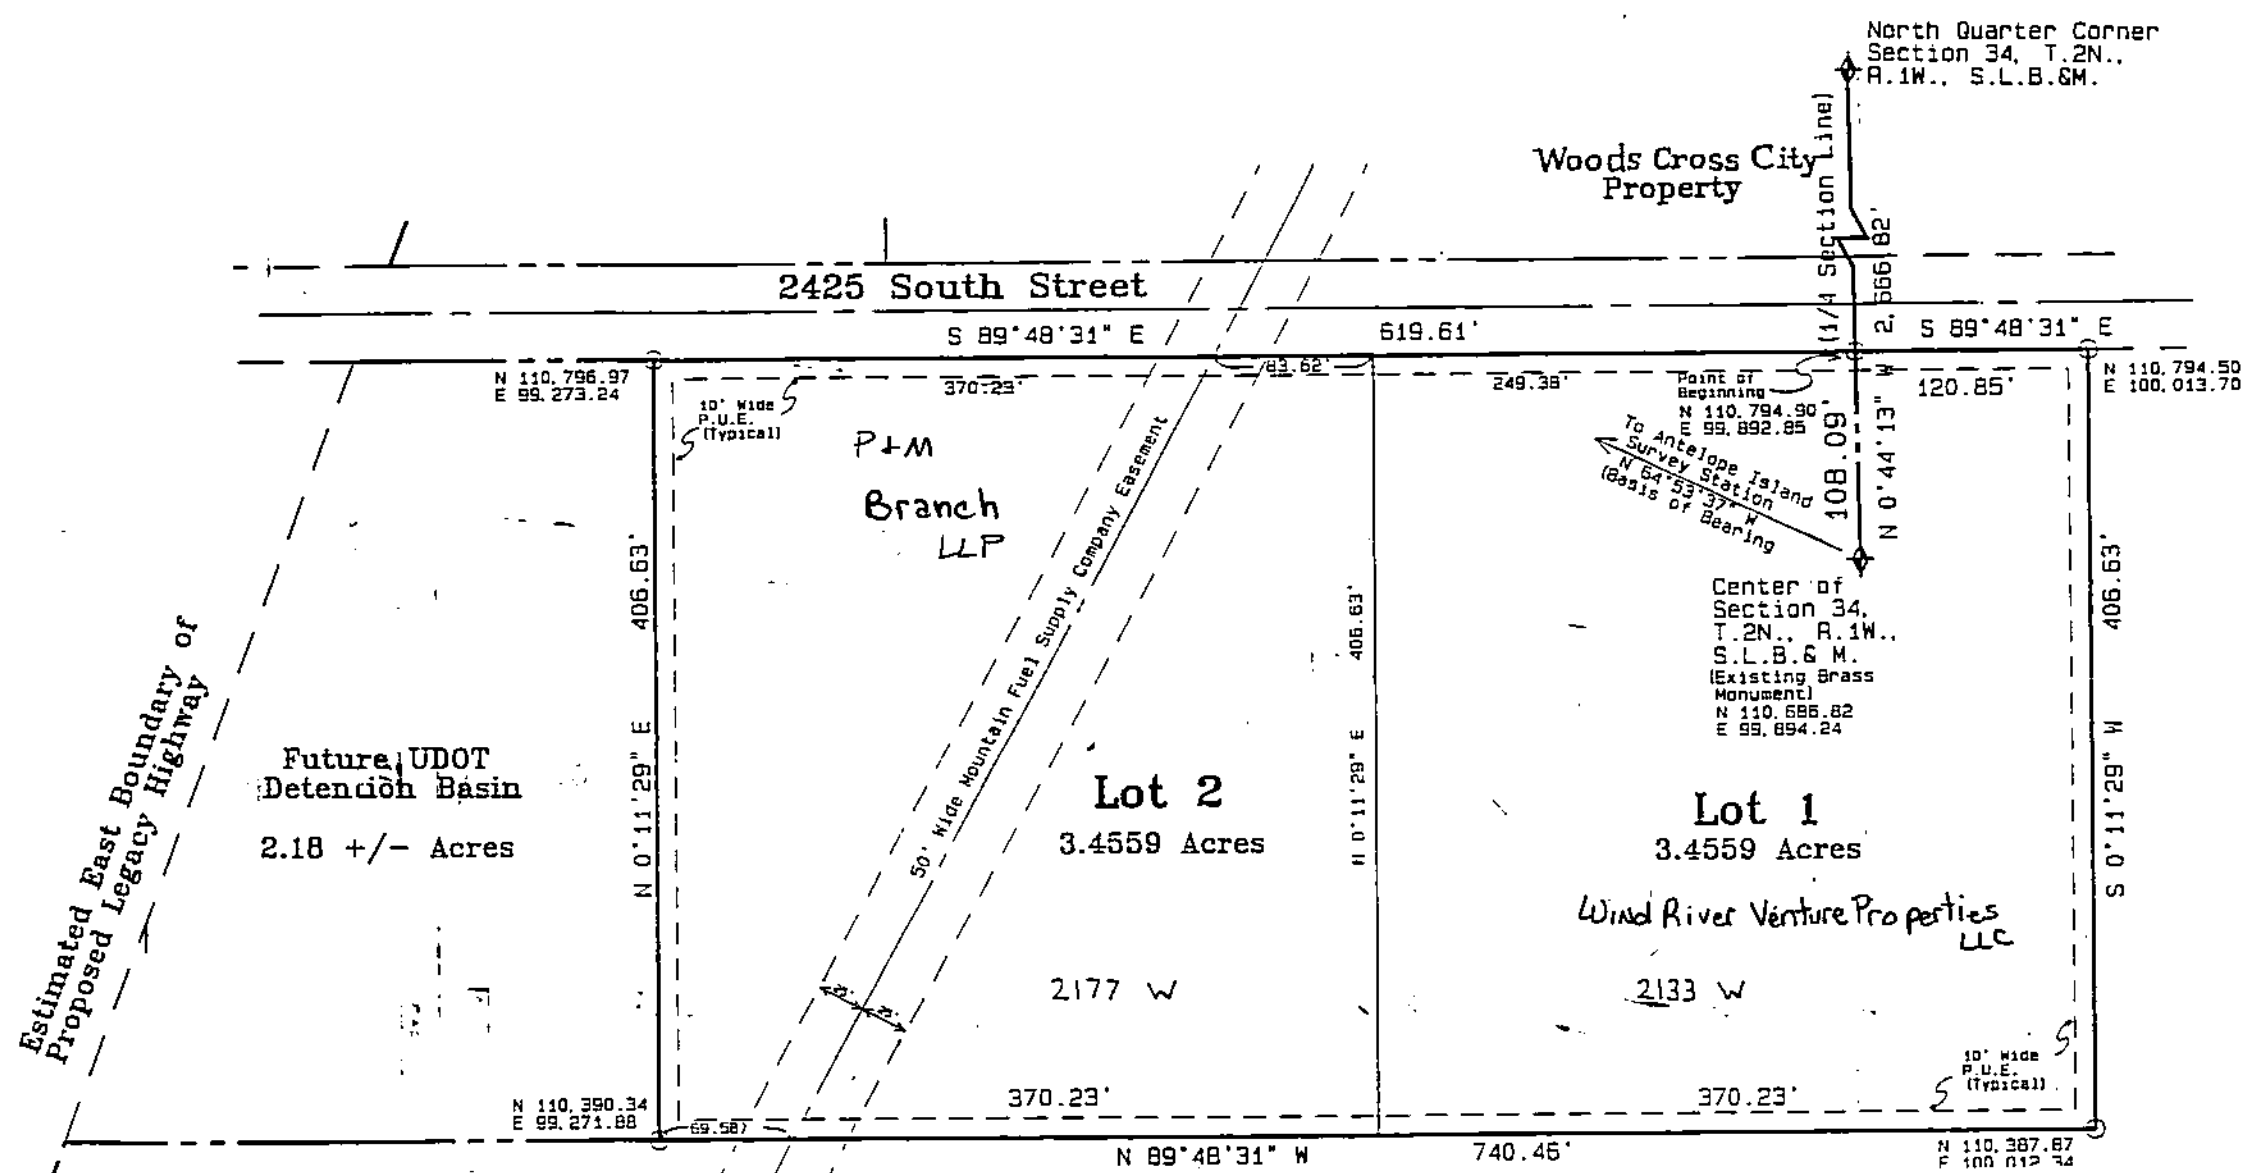 North Quarter Corner
Section 34, T.2N.,
R.1W., S.L.B.&M.
Woods Cross City
Property
(1/4 Section Line)
2,666.82'
2425 South Street
S 89°48'31" E
619.61'
S 89°48'31" E
N 110,796.97
E 99,273.24
370.23'
83.62'
249.38'
Point of
Beginning
N 110,794.90
E 99,892.85
120.85'
N 110,794.50
E 100,013.70
10' Wide
P.U.E.
(Typical)
P+M
Branch
LLP
50' Wide Mountain Fuel Supply Company Easement
To Antelope Island
Survey Station
N 64°53'37" W
(Basis of Bearing
108.09'
N 0°44'13" W
Center of
Section 34,
T.2N., R.1W.,
S.L.B.& M.
(Existing Brass
Monument)
N 110,686.82
E 99,894.24
406.63'
N 0°11'29" E
406.63'
N 0°11'29" E
406.63'
S 0°11'29" W
Estimated East Boundary of
Proposed Legacy Highway
Future UDOT
Detention Basin
2.18 +/- Acres
Lot 2
3.4559 Acres
Lot 1
3.4559 Acres
Wind River Venture Properties
LLC
2177 W
2133 W
10' Wide
P.U.E.
(Typical)
370.23'
370.23'
N 110,390.34
E 99,271.88
69.58'
N 89°48'31" W
740.46'
N 110,387.87
E 100,012.34